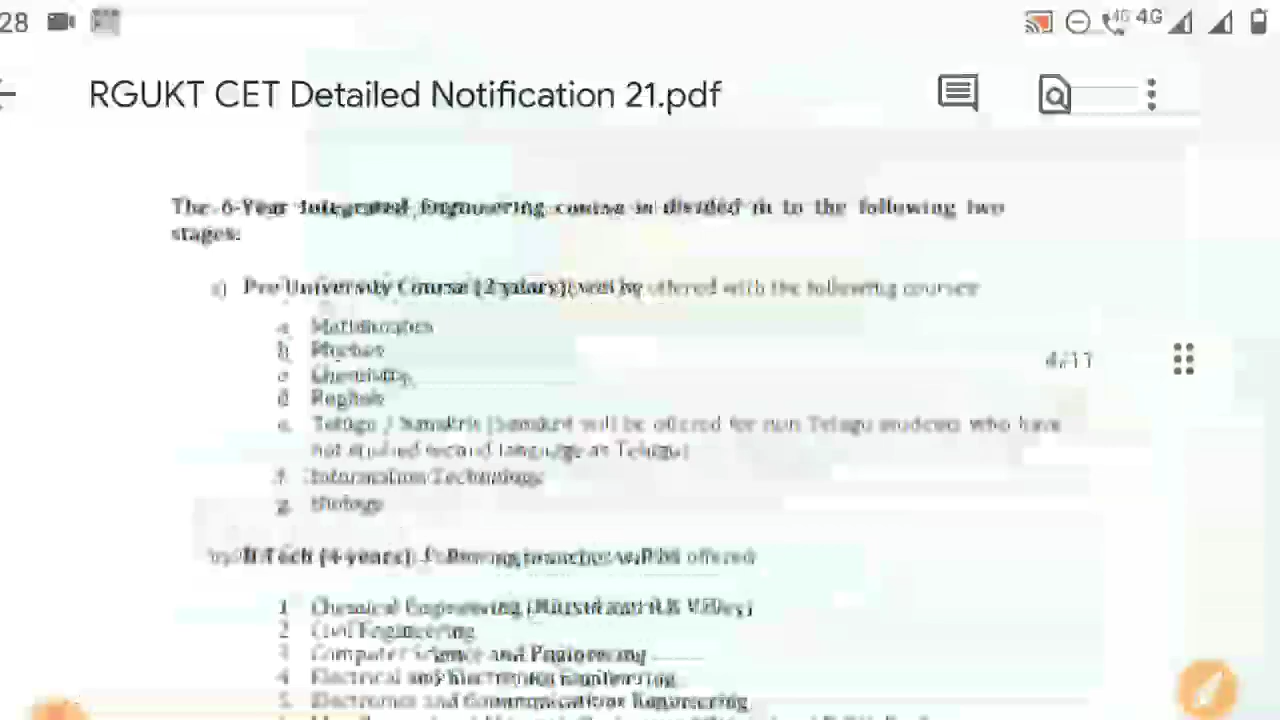 28
4G 4G
RGUKT CET Detailed Notification 21.pdf
The 6-Year Integrated Engineering course is divided in to the following two
stages:
Pre University Course (2 years) will be offered with the following courses
a Mathematics
b Physics
c Chemistry
d English
e. Telugu / Sanskrit (Sanskrit will be offered for non Telugu students who have
not studied second language as Telugu)
f Information Technology
g. Biology
B.Tech (4 years) Following branches will be offered
1 Chemical Engineering (Nuzvid and R.K Valley)
2 Civil Engineering
3 Computer Science and Engineering
4 Electrical and Electronics Engineering
5. Electronics and Communications Engineering
4/11